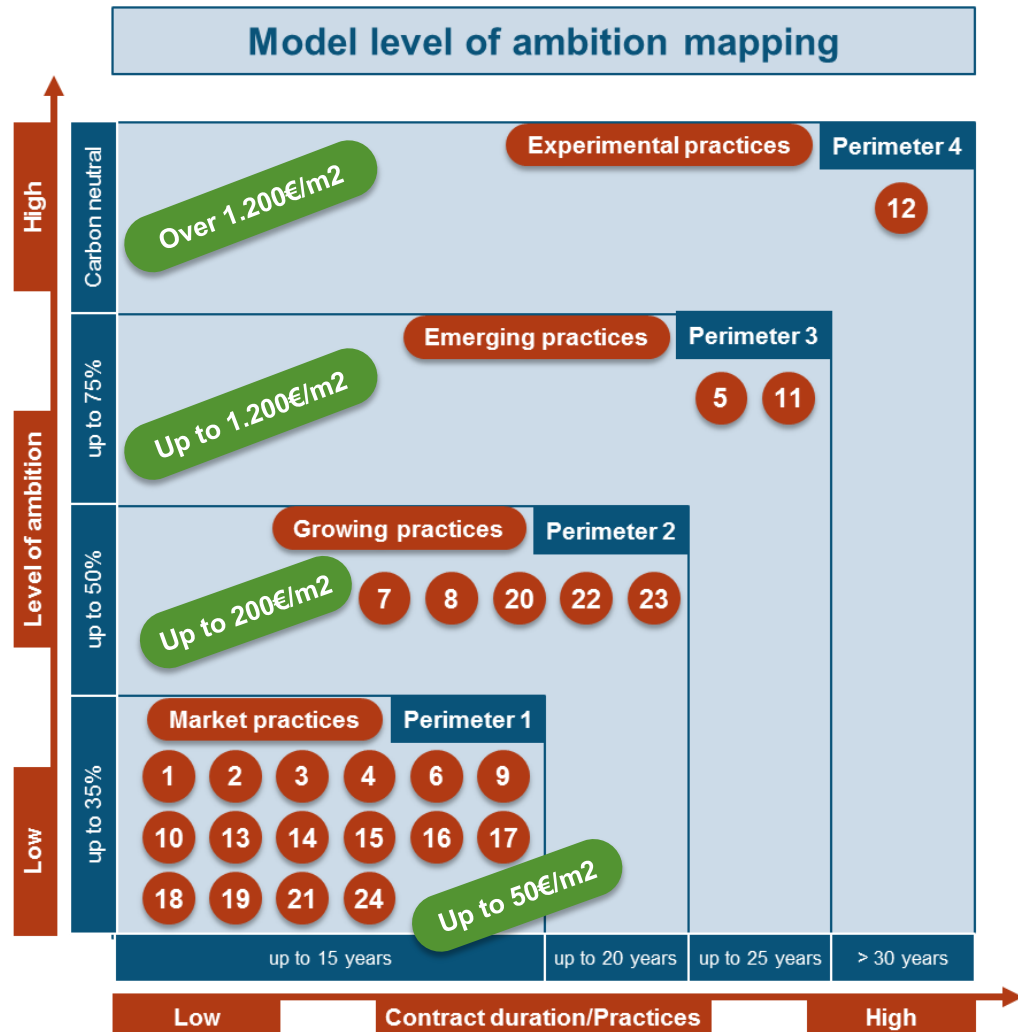 Model level of ambition mapping
High
Level of ambition
Low
Carbon neutral
up to 75%
up to 50%
up to 35%
Experimental practices
Perimeter 4
Over 1.200€/m2
12
Emerging practices
Perimeter 3
Up to 1.200€/m2
5 11
Growing practices
Perimeter 2
Up to 200€/m2
7 8 20 22 23
Market practices
Perimeter 1
1 2 3 4 6 9
10 13 14 15 16 17
18 19 21 24
Up to 50€/m2
up to 15 years
up to 20 years
up to 25 years
> 30 years
Low
Contract duration/Practices
High